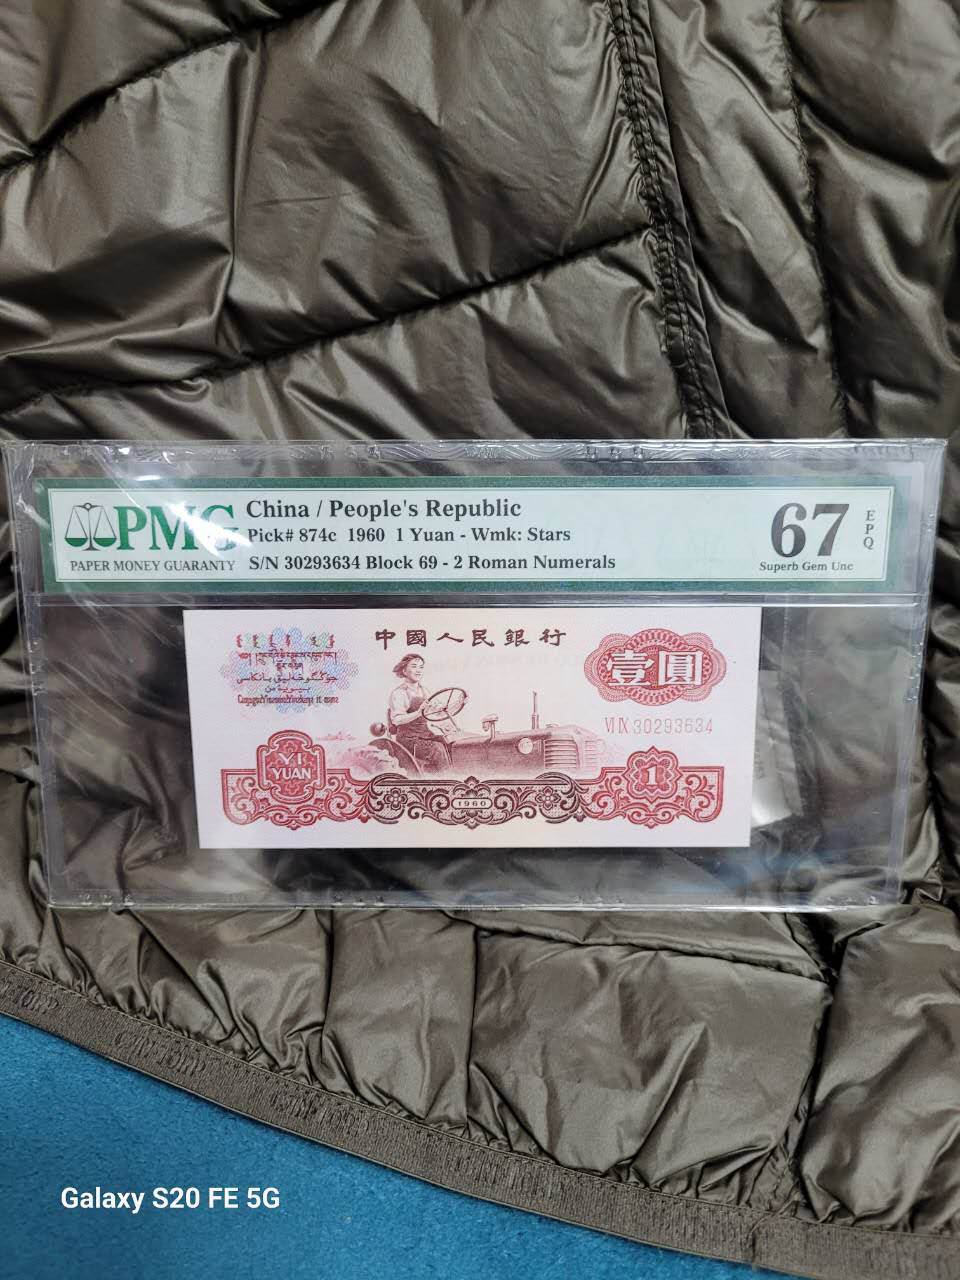 PMG
PAPER MONEY GUARANTY
China / People's Republic
Pick# 874c 1960 1 Yuan - Wmk: Stars
S/N 30293634 Block 69 - 2 Roman Numerals
67
EPQ
Superb Gem Unc
中國人民銀行
壹圓
VI IX 30293634
YI
YUAN
1960
1
Galaxy S20 FE 5G